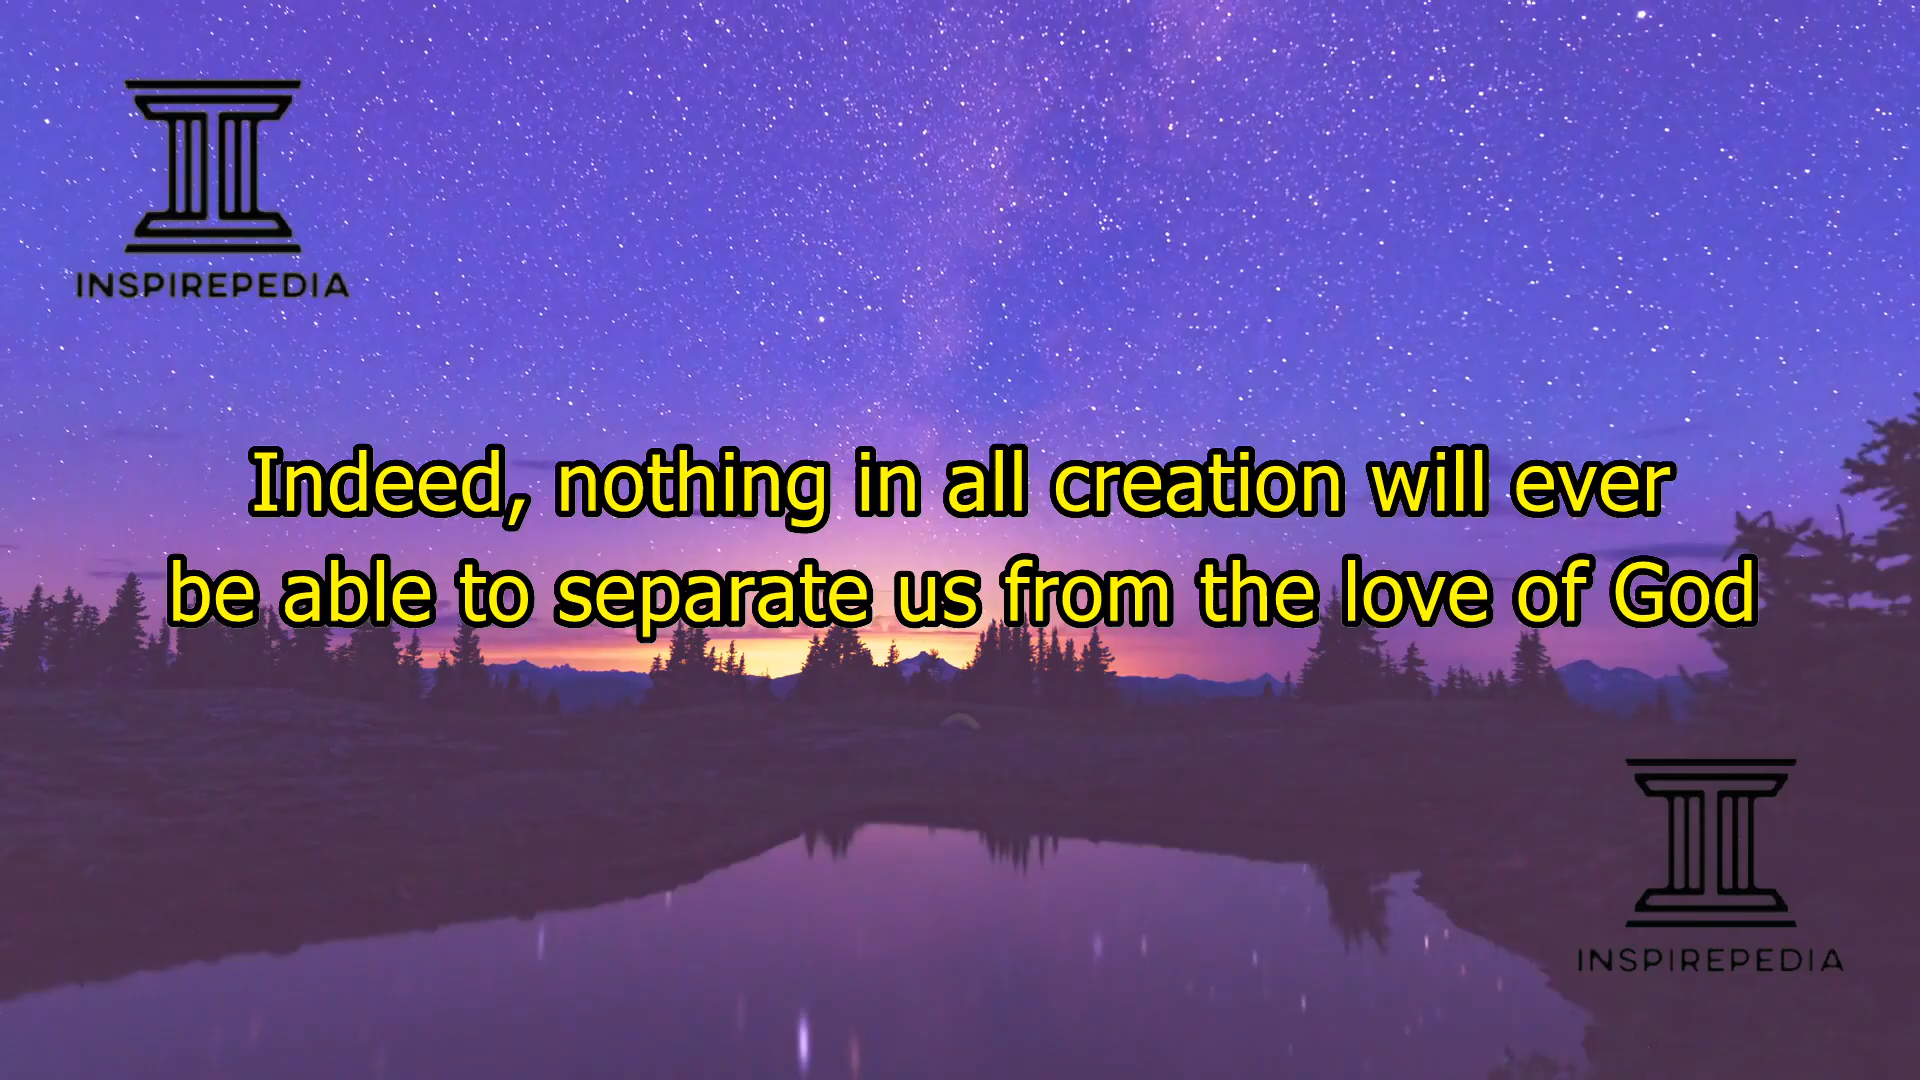 INSPIREPEDIA
Indeed, nothing in all creation will ever
be able to separate us from the love of God
INSPIREPEDIA